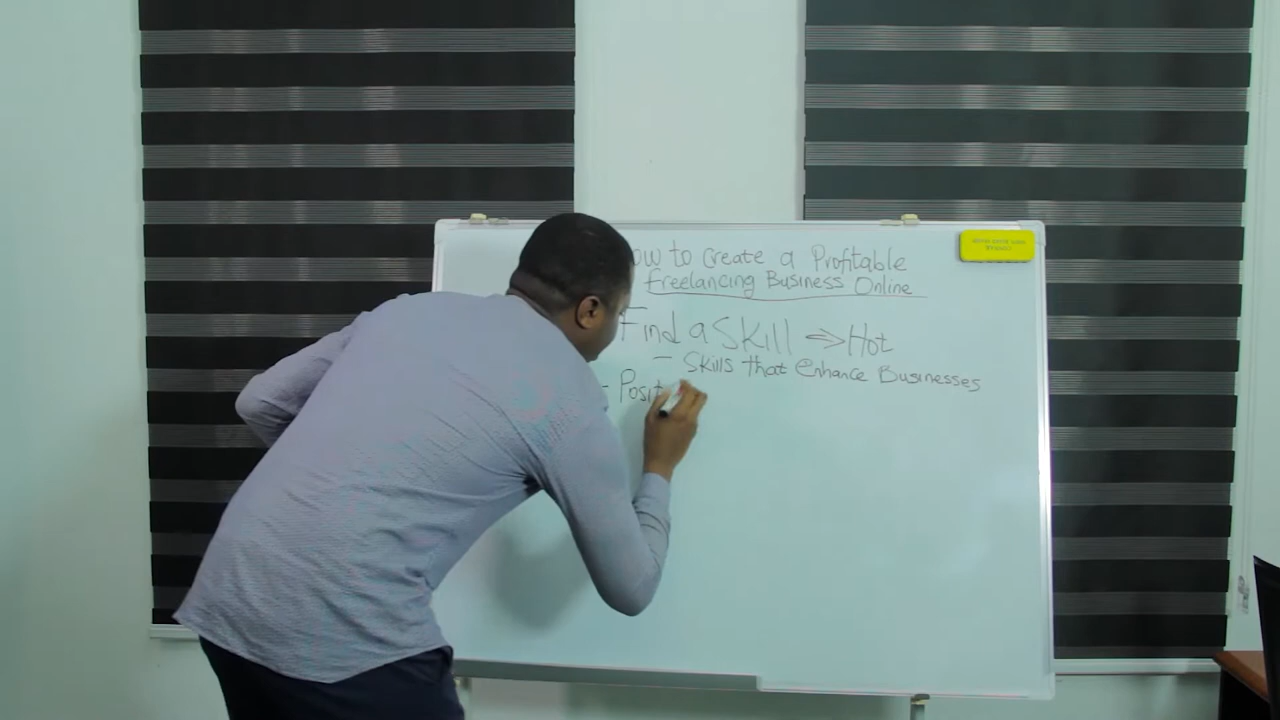 ow to create a Profitable
Freelancing Business Online
Find a Skill ⇒ Hot
- Skills that enhance Businesses
- Posit